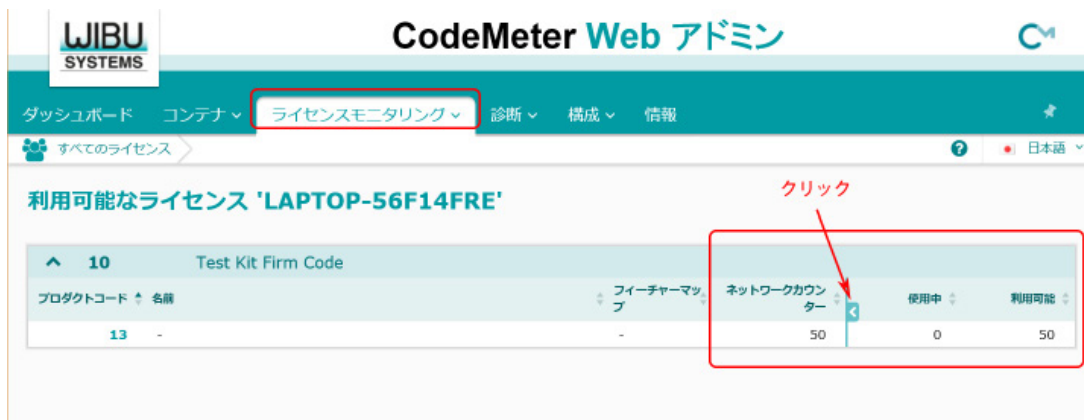 WIBU
SYSTEMS
CodeMeter Web アドミン
CM
ダッシュボード コンテナ ライセンスモニタリング 診断 構成 情報
すべてのライセンス ? 日本語
利用可能なライセンス 'LAPTOP-56F14FRE'
クリック
10 Test Kit Firm Code
プロダクトコード 名前 フィーチャーマップ ネットワークカウンター 使用中 利用可能
13 - - 50 0 50